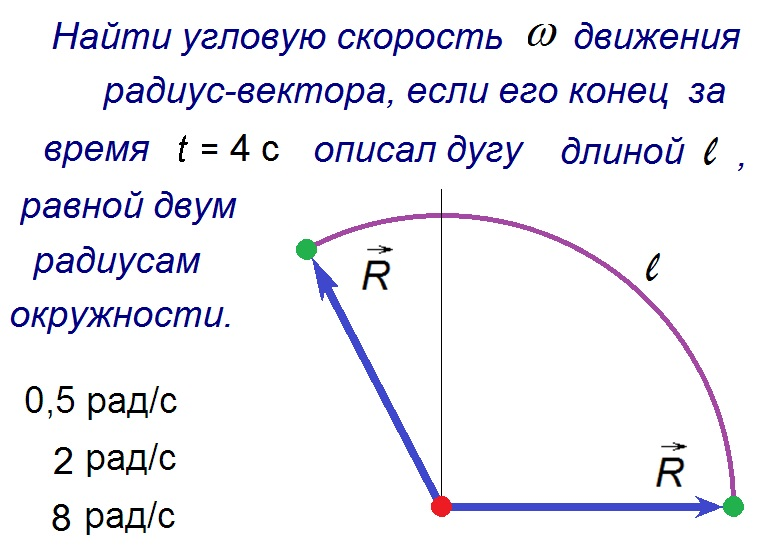 Найти угловую скорость ω движения
радиус-вектора, если его конец за
время t = 4 с описал дугу длиной ℓ ,
равной двум
радиусам
окружности.
R
ℓ
0,5 рад/с
2 рад/с
R
8 рад/с